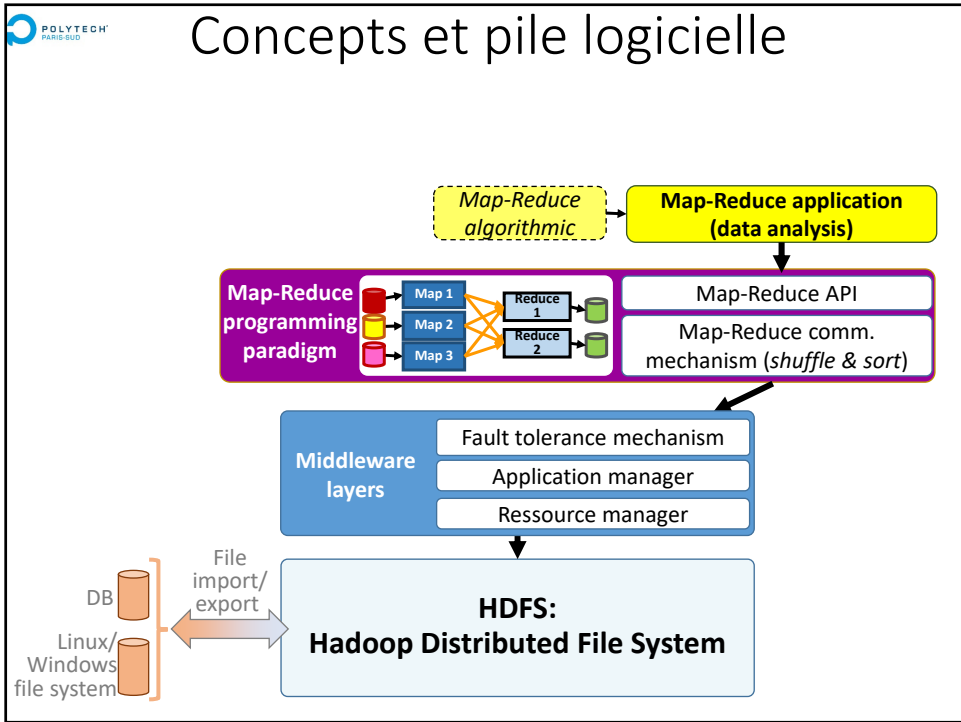 POLYTECH
PARIS-SUD
Concepts et pile logicielle
Map-Reduce
algorithmic
Map-Reduce application
(data analysis)
Map-Reduce
programming
paradigm
Map 1
Map 2
Map 3
Reduce
1
Reduce
2
Map-Reduce API
Map-Reduce comm.
mechanism (shuffle & sort)
Middleware
layers
Fault tolerance mechanism
Application manager
Ressource manager
File
import/
export
DB
Linux/
Windows
file system
HDFS:
Hadoop Distributed File System